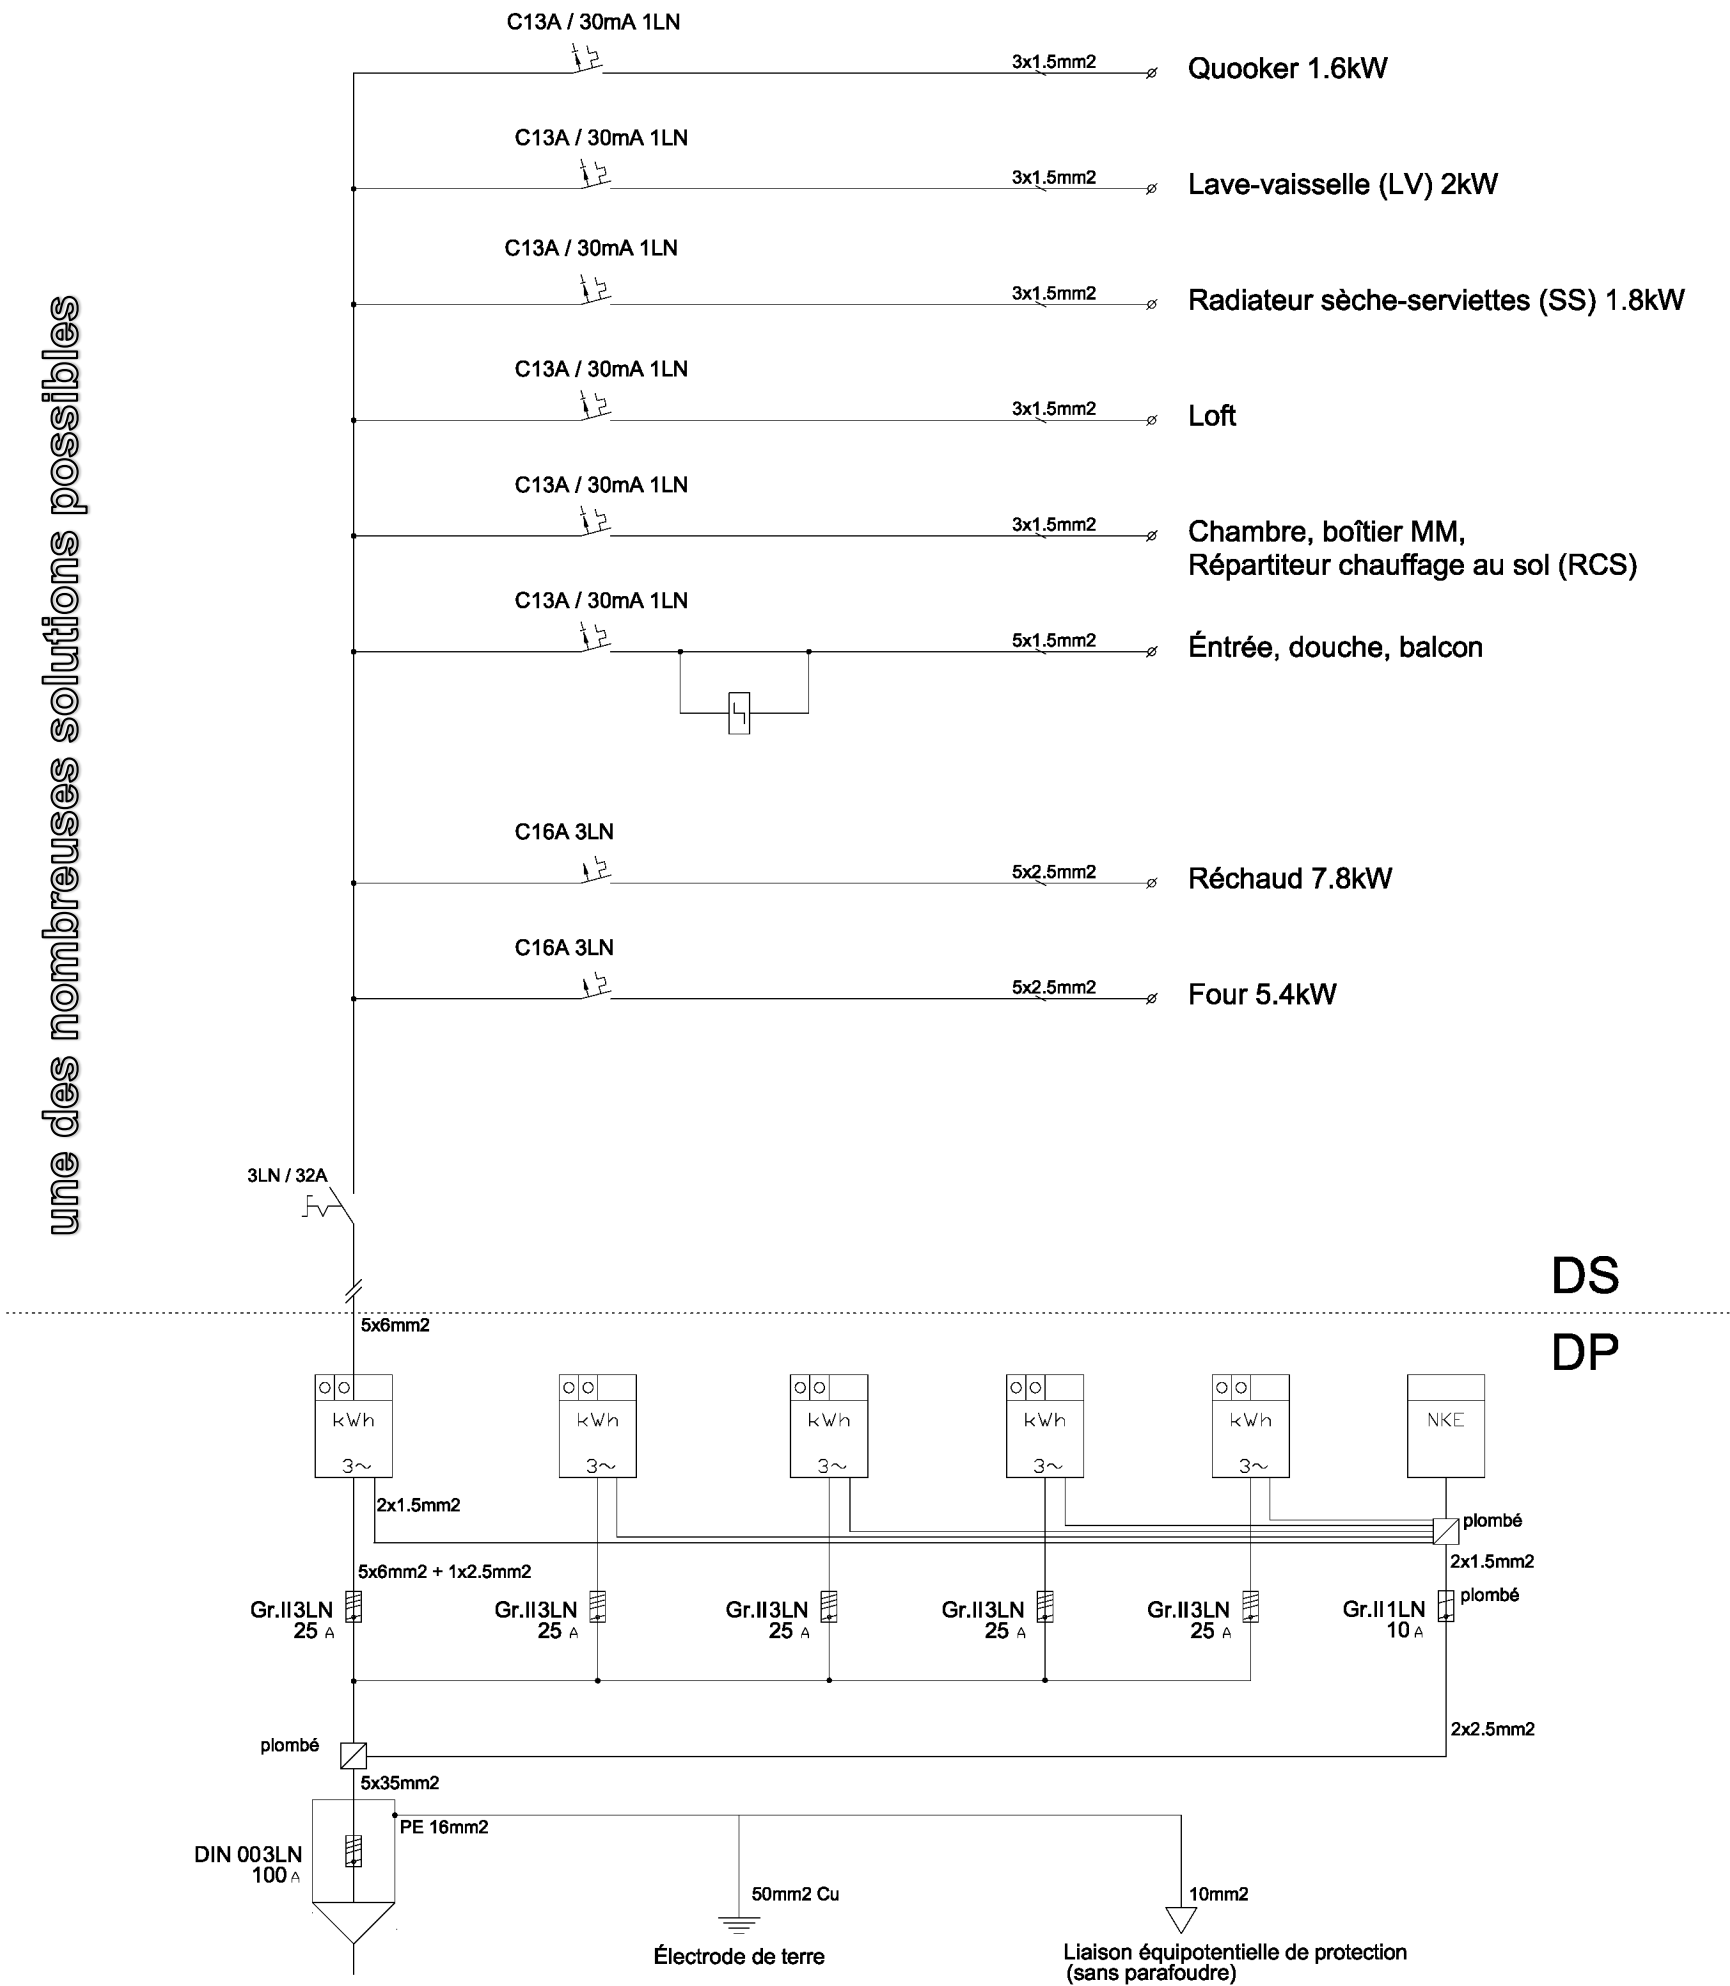 C13A / 30mA 1LN
3x1.5mm2
Quooker 1.6kW
C13A / 30mA 1LN
3x1.5mm2
Lave-vaisselle (LV) 2kW
C13A / 30mA 1LN
3x1.5mm2
Radiateur sèche-serviettes (SS) 1.8kW
C13A / 30mA 1LN
3x1.5mm2
Loft
C13A / 30mA 1LN
3x1.5mm2
Chambre, boîtier MM,
Répartiteur chauffage au sol (RCS)
C13A / 30mA 1LN
5x1.5mm2
Éntrée, douche, balcon
une des nombreuses solutions possibles
C16A 3LN
5x2.5mm2
Réchaud 7.8kW
C16A 3LN
5x2.5mm2
Four 5.4kW
3LN / 32A
DS
5x6mm2
DP
kWh
3~
kWh
3~
kWh
3~
kWh
3~
kWh
3~
NKE
2x1.5mm2
plombé
2x1.5mm2
5x6mm2 + 1x2.5mm2
plombé
Gr.II3LN
25 A
Gr.II3LN
25 A
Gr.II3LN
25 A
Gr.II3LN
25 A
Gr.II3LN
25 A
Gr.II1LN
10 A
2x2.5mm2
plombé
5x35mm2
PE 16mm2
DIN 003LN
100 A
50mm2 Cu
10mm2
Électrode de terre
Liaison équipotentielle de protection
(sans parafoudre)